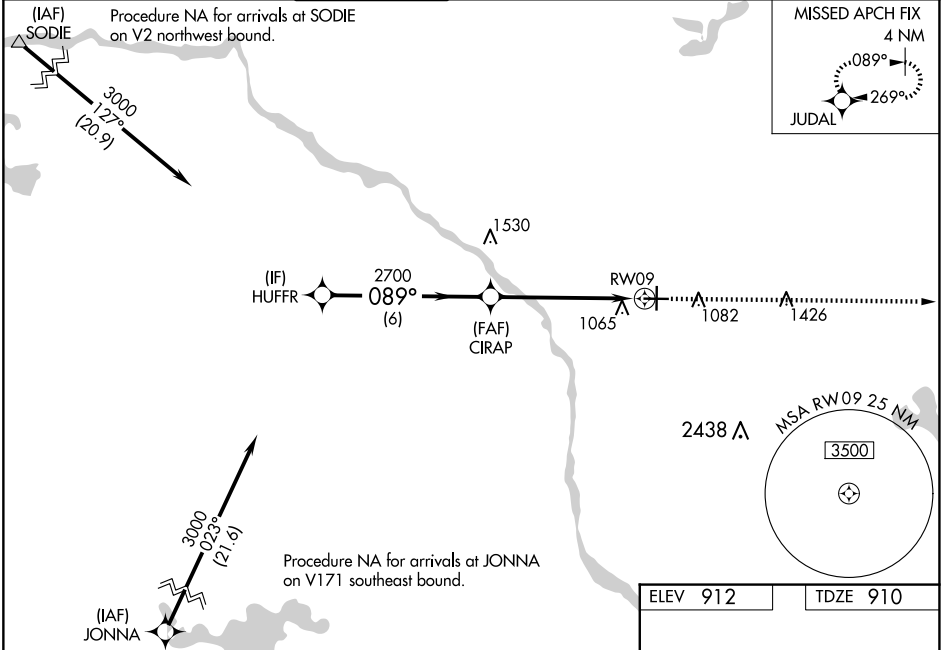 (IAF)
SODIE
Procedure NA for arrivals at SODIE
on V2 northwest bound.
3000
127°
(20.9)
MISSED APCH FIX
4 NM
089°
269°
JUDAL
1530
(IF)
HUFFR
2700
089°
(6)
(FAF)
CIRAP
RW09
1065
1082
1426
2438
MSA RW09 25 NM
3500
3000
023°
(21.6)
Procedure NA for arrivals at JONNA
on V171 southeast bound.
(IAF)
JONNA
ELEV 912
TDZE 910